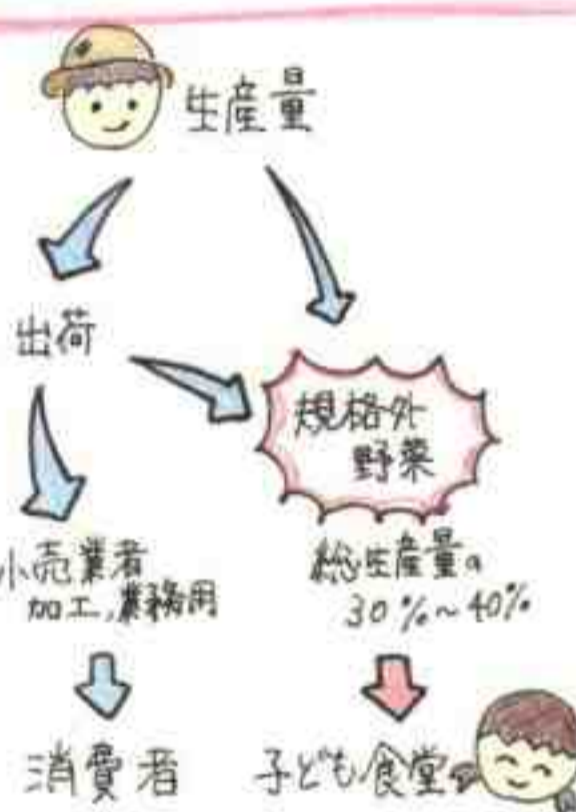 生産量
出荷
規格外
野菜
小売業者
加工,業務用
総生産量の
30%~40%
消費者
子ども食堂